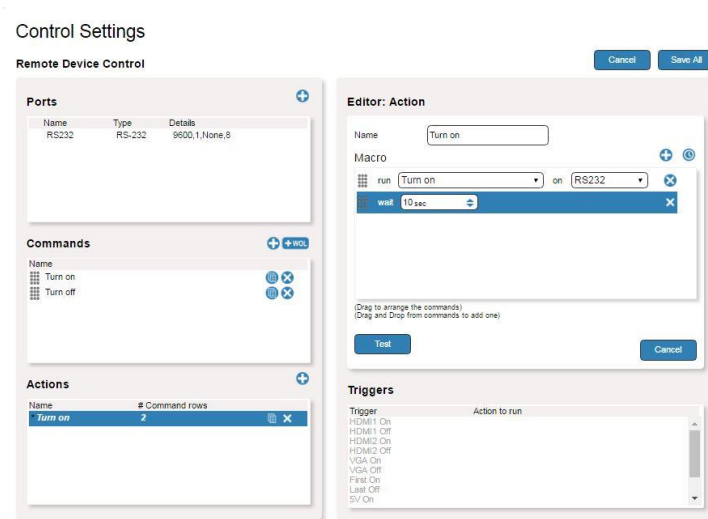 Control Settings
Remote Device Control
Cancel Save All
Ports
Name Type Details
RS232 RS-232 9600,1,None,8
Commands
+ WOL
Name
Turn on
Turn off
Actions
Name # Command rows
* Turn on 2
Editor: Action
Name Turn on
Macro
run Turn on on RS232
wait 10 sec
(Drag to arrange the commands)
(Drag and Drop from commands to add one)
Test
Cancel
Triggers
Trigger Action to run
HDMI1 On
HDMI1 Off
HDMI2 On
HDMI2 Off
VGA On
VGA Off
First On
Last Off
5V On